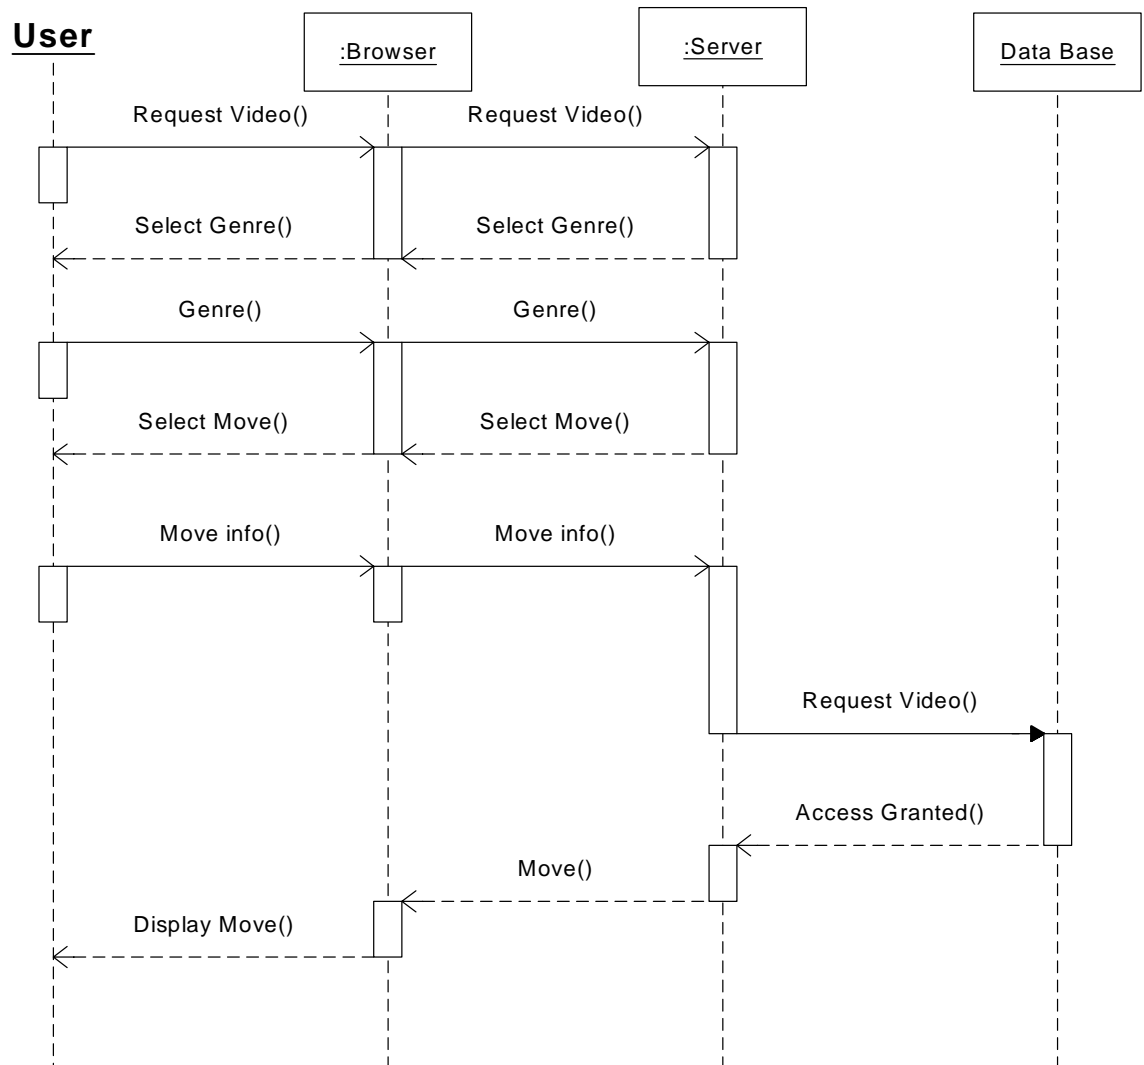 User
:Browser
:Server
Data Base
Request Video()
Request Video()
Select Genre()
Select Genre()
Genre()
Genre()
Select Move()
Select Move()
Move info()
Move info()
Request Video()
Access Granted()
Move()
Display Move()